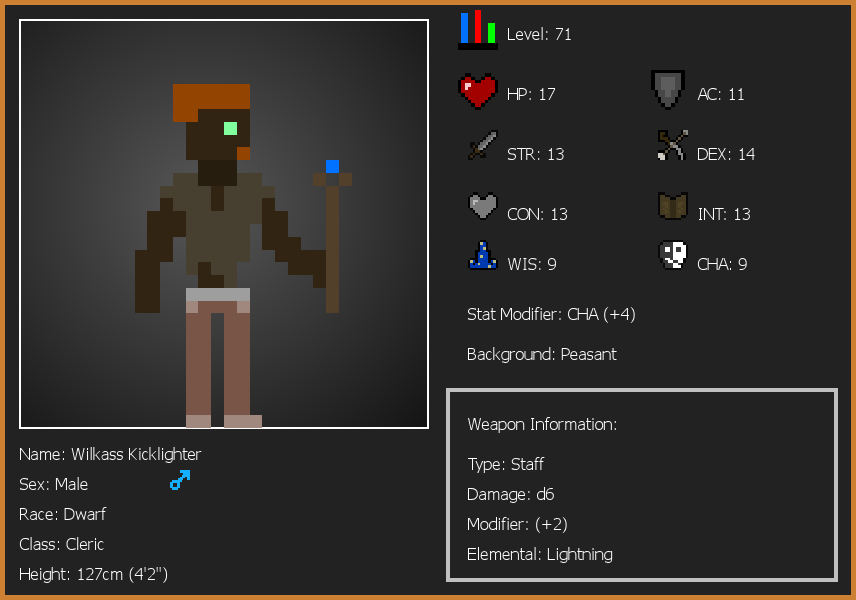 Level: 71
HP: 17
AC: 11
STR: 13
DEX: 14
CON: 13
INT: 13
WIS: 9
CHA: 9
Stat Modifier: CHA (+4)
Background: Peasant
Weapon Information:
Type: Staff
Damage: d6
Modifier: (+2)
Elemental: Lightning
Name: Wilkass Kicklighter
Sex: Male
Race: Dwarf
Class: Cleric
Height: 127cm (4'2")